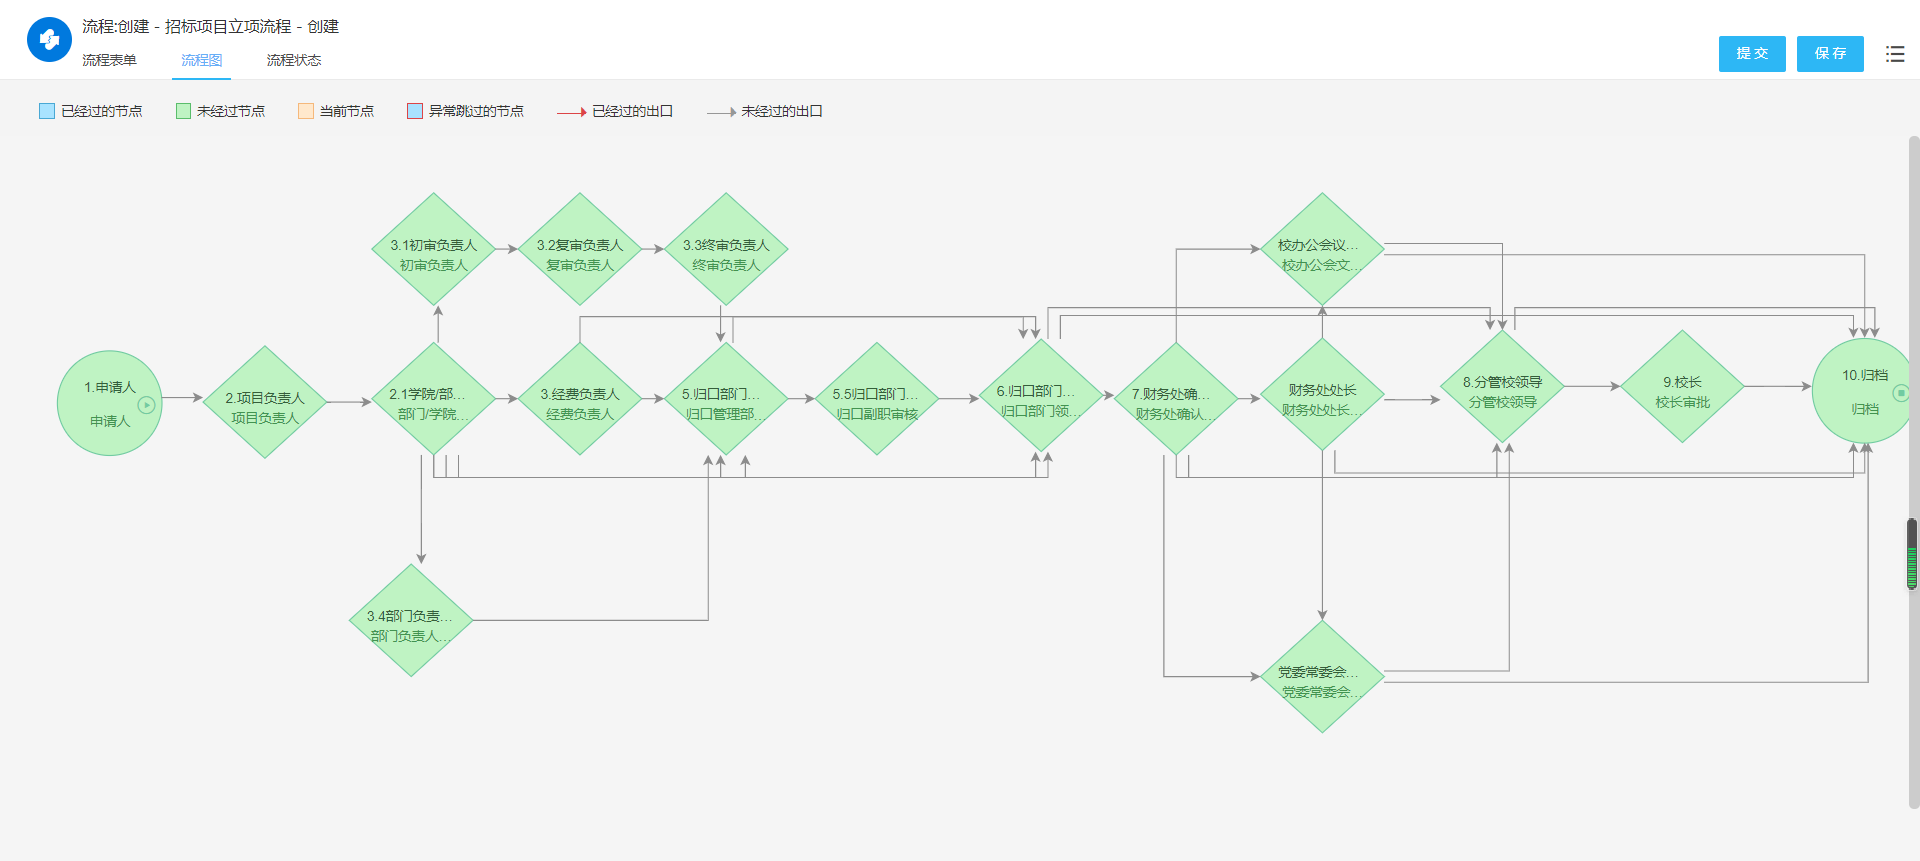 流程:创建 - 招标项目立项流程 - 创建
流程表单 流程图 流程状态
提交 保存
已经过的节点 未经过节点 当前节点 异常跳过的节点 已经过的出口 未经过的出口
3.1初审负责人
初审负责人
3.2复审负责人
复审负责人
3.3终审负责人
终审负责人
校办公会议...
校办公会文...
1.申请人
申请人
2.项目负责人
项目负责人
2.1学院/部...
部门/学院...
3.经费负责人
经费负责人
5.归口部门...
归口管理部...
5.5归口部门...
归口副职审核
6.归口部门...
归口部门领...
7.财务处确...
财务处确认...
财务处处长
财务处处长...
8.分管校领导
分管校领导
9.校长
校长审批
10.归档
归档
3.4部门负责...
部门负责人...
党委常委会...
党委常委会...